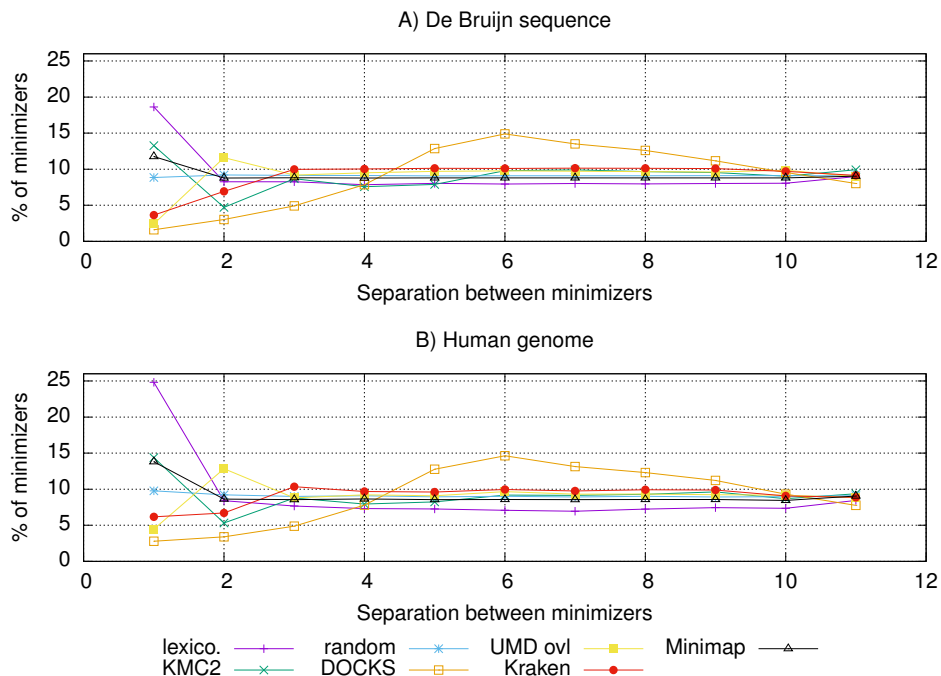 A) De Bruijn sequence
25
20
15
10
5
0
% of minimizers
0 2 4 6 8 10 12
Separation between minimizers
B) Human genome
25
20
15
10
5
0
% of minimizers
0 2 4 6 8 10 12
Separation between minimizers
lexico. random UMD ovl Minimap
KMC2 DOCKS Kraken